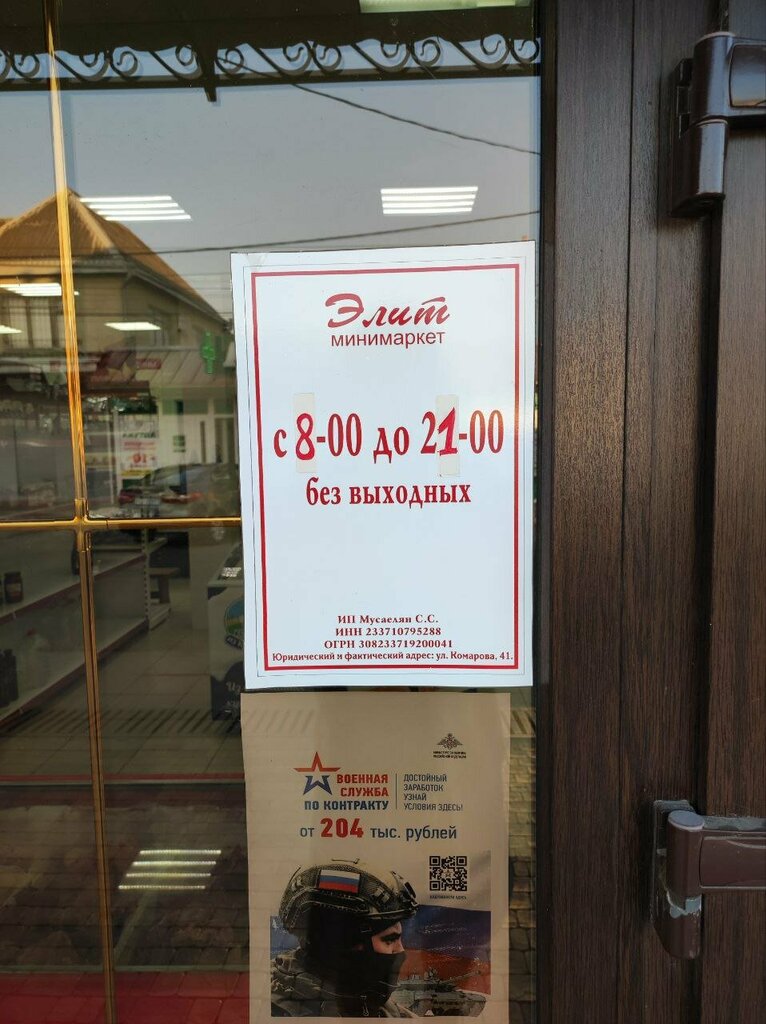 Элит
минимаркет
с 8-00 до 21-00
без выходных
ИП Мусаелян С.С.
ИНН 233710795288
ОГРН 308233719200041
Юридический и фактический адрес: ул. Комарова, 41.
ВОЕННАЯ
СЛУЖБА
ПО КОНТРАКТУ
ДОСТОЙНЫЙ
ЗАРАБОТОК
УЗНАЙ
УСЛОВИЯ ЗДЕСЬ!
от 204 тыс. рублей